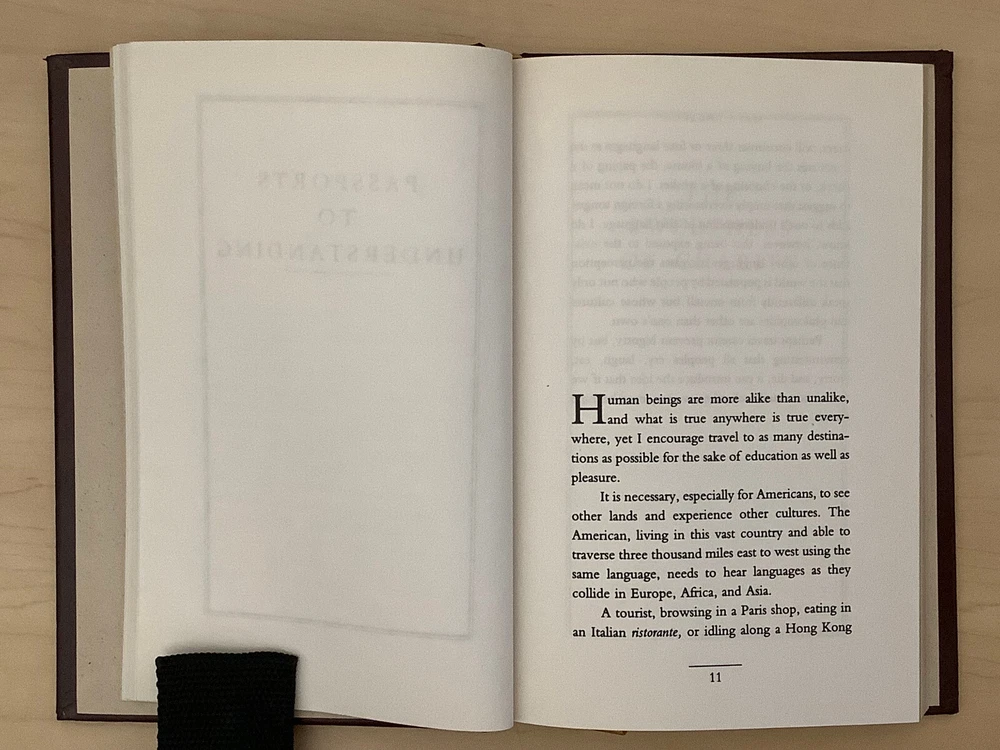 PASSPORTS
TO
UNDERSTANDING
Human beings are more alike than unalike,
and what is true anywhere is true every-
where, yet I encourage travel to as many destina-
tions as possible for the sake of education as well as
pleasure.
It is necessary, especially for Americans, to see
other lands and experience other cultures. The
American, living in this vast country and able to
traverse three thousand miles east to west using the
same language, needs to hear languages as they
collide in Europe, Africa, and Asia.
A tourist, browsing in a Paris shop, eating in
an Italian ristorante, or idling along a Hong Kong
11